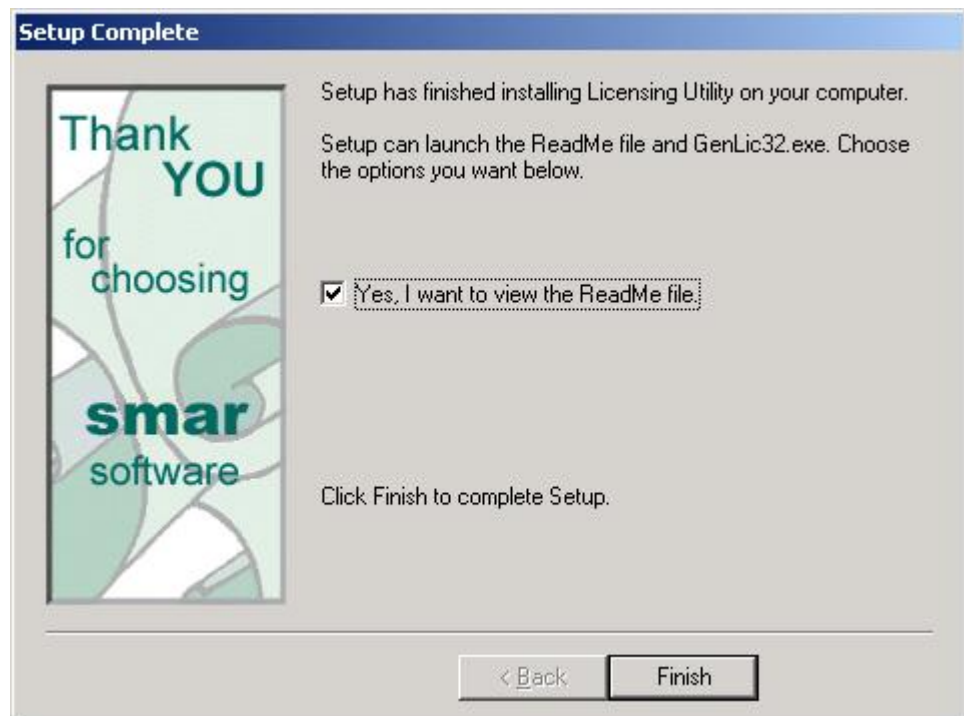 Setup Complete
Thank
YOU
for
choosing
smar
software
Setup has finished installing Licensing Utility on your computer.
Setup can launch the ReadMe file and GenLic32.exe. Choose
the options you want below.
Yes, I want to view the ReadMe file.
Click Finish to complete Setup.
< Back
Finish